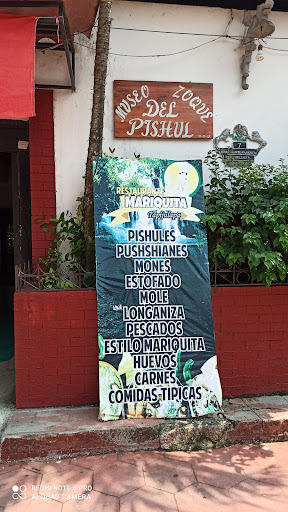 MUSEO ZOQUE
DEL
PISHUL
7
RESTAURANTE
MARIQUITA
PISHULES
PUSHSHIANES
MONES
ESTOFADO
MOLE
LONGANIZA
PESCADOS
ESTILO MARIQUITA
HUEVOS
CARNES
COMIDAS TIPICAS
REDMI NOTE 8 PRO
AI QUAD CAMERA